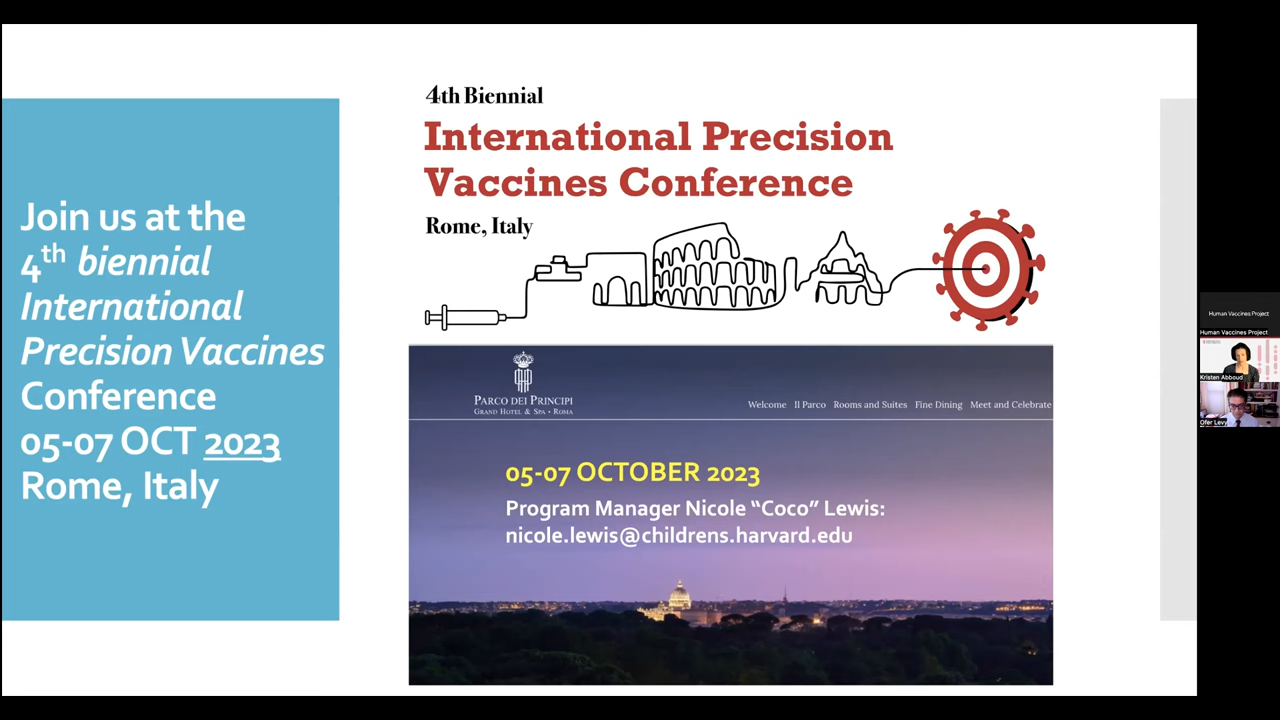 Join us at the
4th biennial
International
Precision Vaccines
Conference
05-07 OCT 2023
Rome, Italy
4th Biennial
International Precision
Vaccines Conference
Rome, Italy
PARCO DEI PRINCIPI
GRAND HOTEL & SPA • ROMA
Welcome Il Parco Rooms and Suites Fine Dining Meet and Celebrate
05-07 OCTOBER 2023
Program Manager Nicole “Coco” Lewis:
nicole.lewis@childrens.harvard.edu
Human Vaccines Project
Human Vaccines Project
Kristen Abboud
Ofer Levy